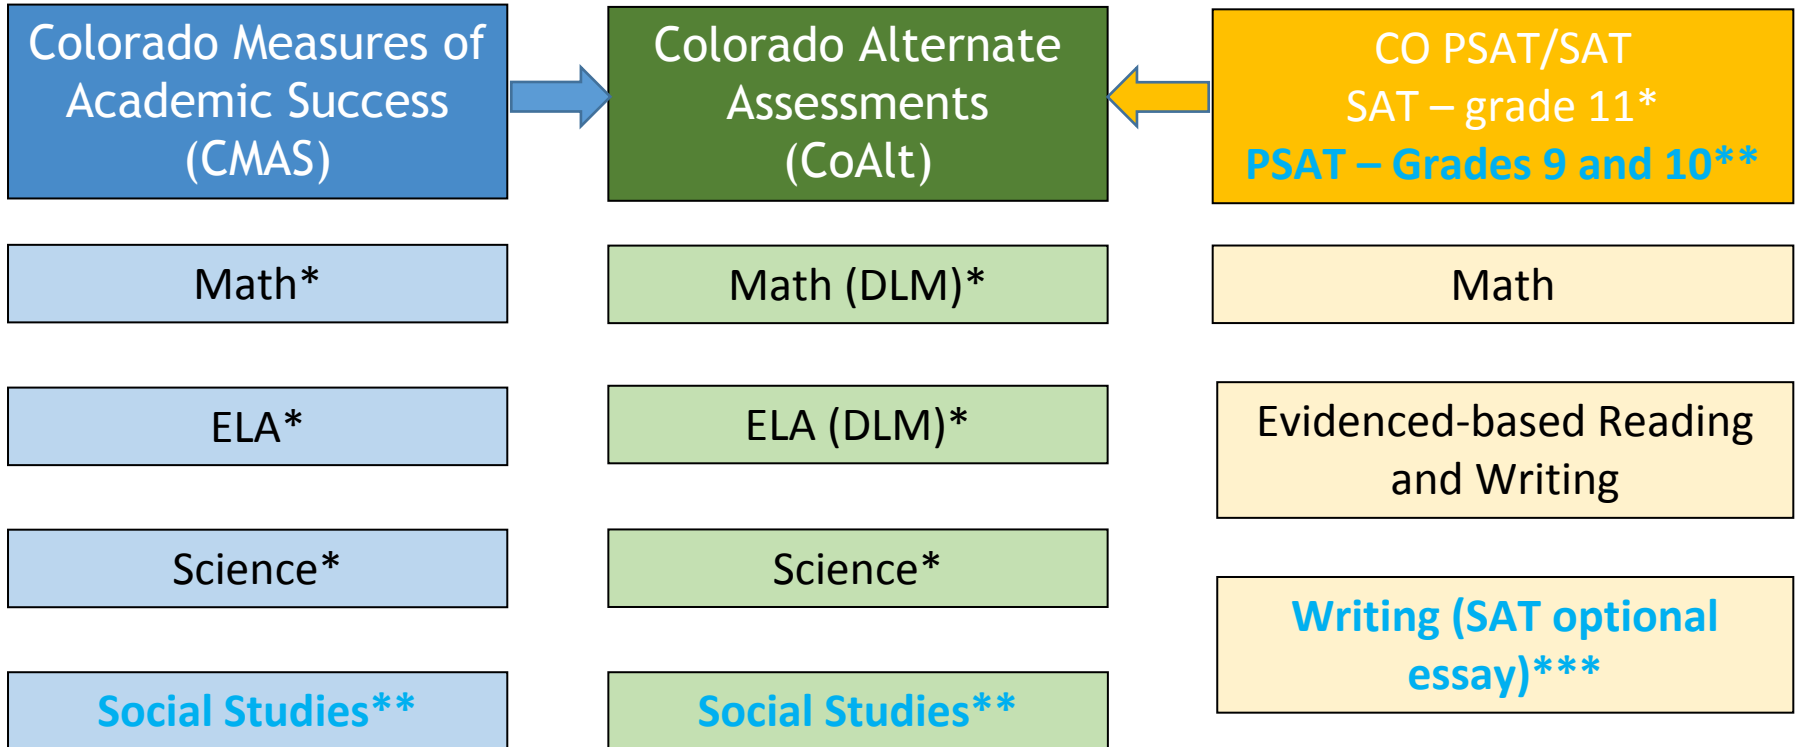 Colorado Measures of
Academic Success
(CMAS)
Math*
ELA*
Science*
Social Studies**
Colorado Alternate
Assessments
(CoAlt)
Math (DLM)*
ELA (DLM)*
Science*
Social Studies**
CO PSAT/SAT
SAT – grade 11*
PSAT – Grades 9 and 10**
Math
Evidenced-based Reading
and Writing
Writing (SAT optional
essay)***